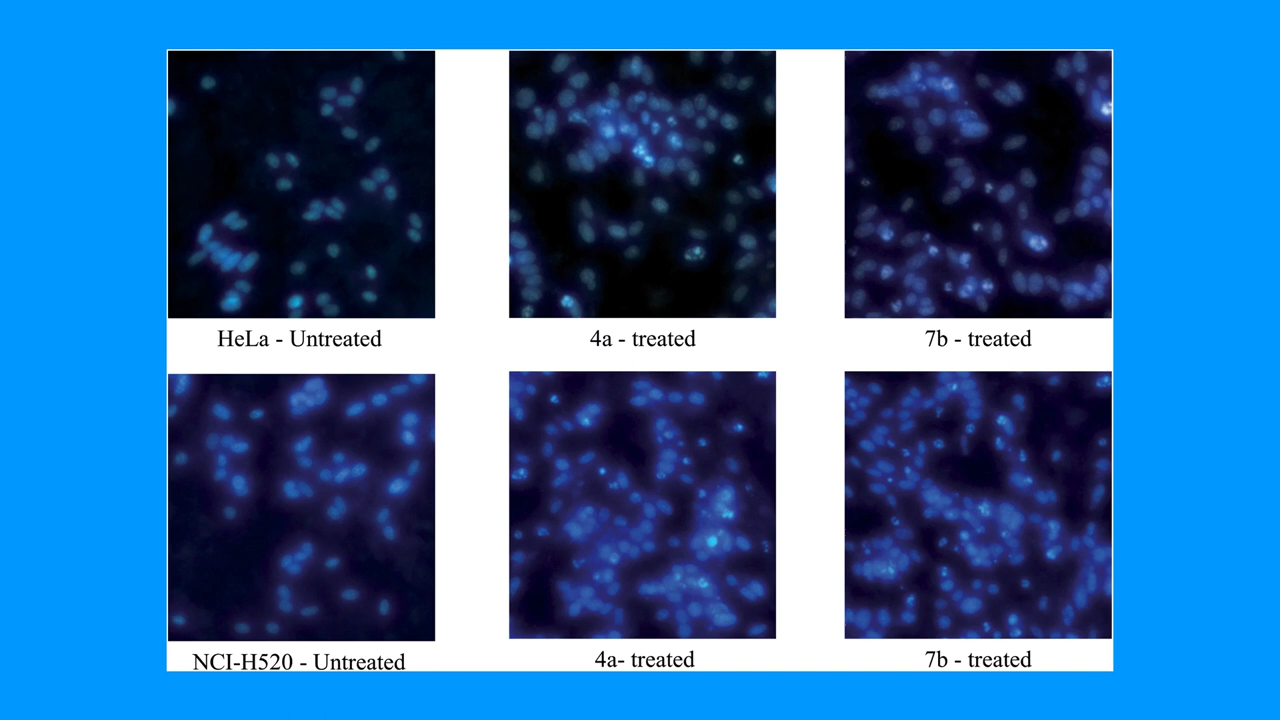 HeLa - Untreated
4a - treated
7b - treated
NCI-H520 - Untreated
4a- treated
7b - treated